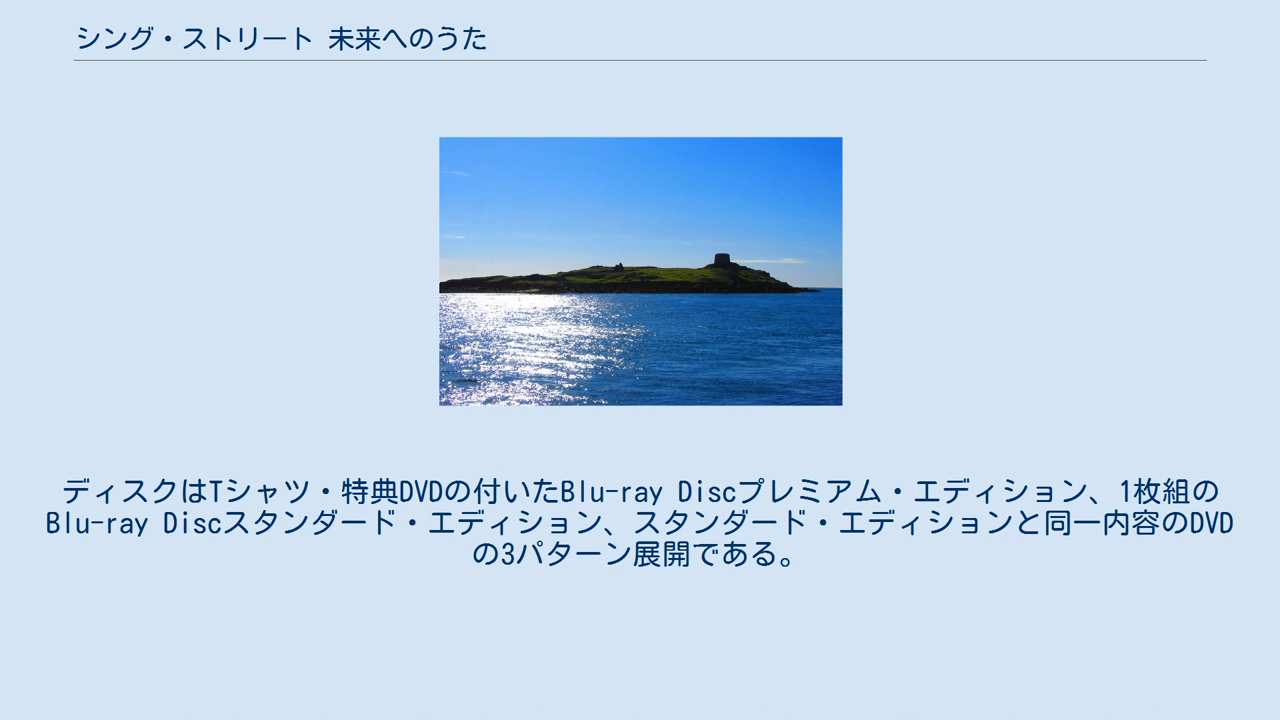 シング・ストリート 未来へのうた
ディスクはTシャツ・特典DVDの付いたBlu-ray Discプレミアム・エディション、1枚組の
Blu-ray Discスタンダード・エディション、スタンダード・エディションと同一内容のDVD
の3パターン展開である。